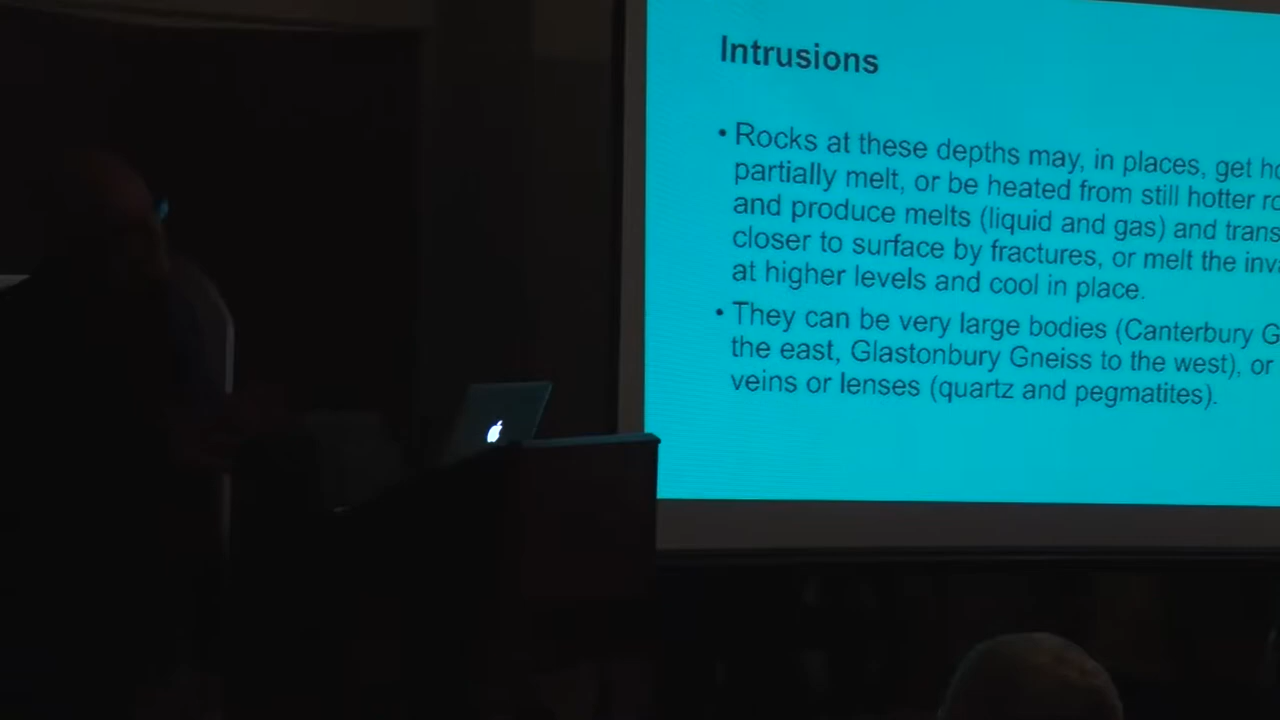 Intrusions
• Rocks at these depths may, in places, get
partially melt, or be heated from still hotter
and produce melts (liquid and gas) and
closer to surface by fractures, or melt the
at higher levels and cool in place.
• They can be very large bodies (Canterbury
the east, Glastonbury Gneiss to the west), or
veins or lenses (quartz and pegmatites).